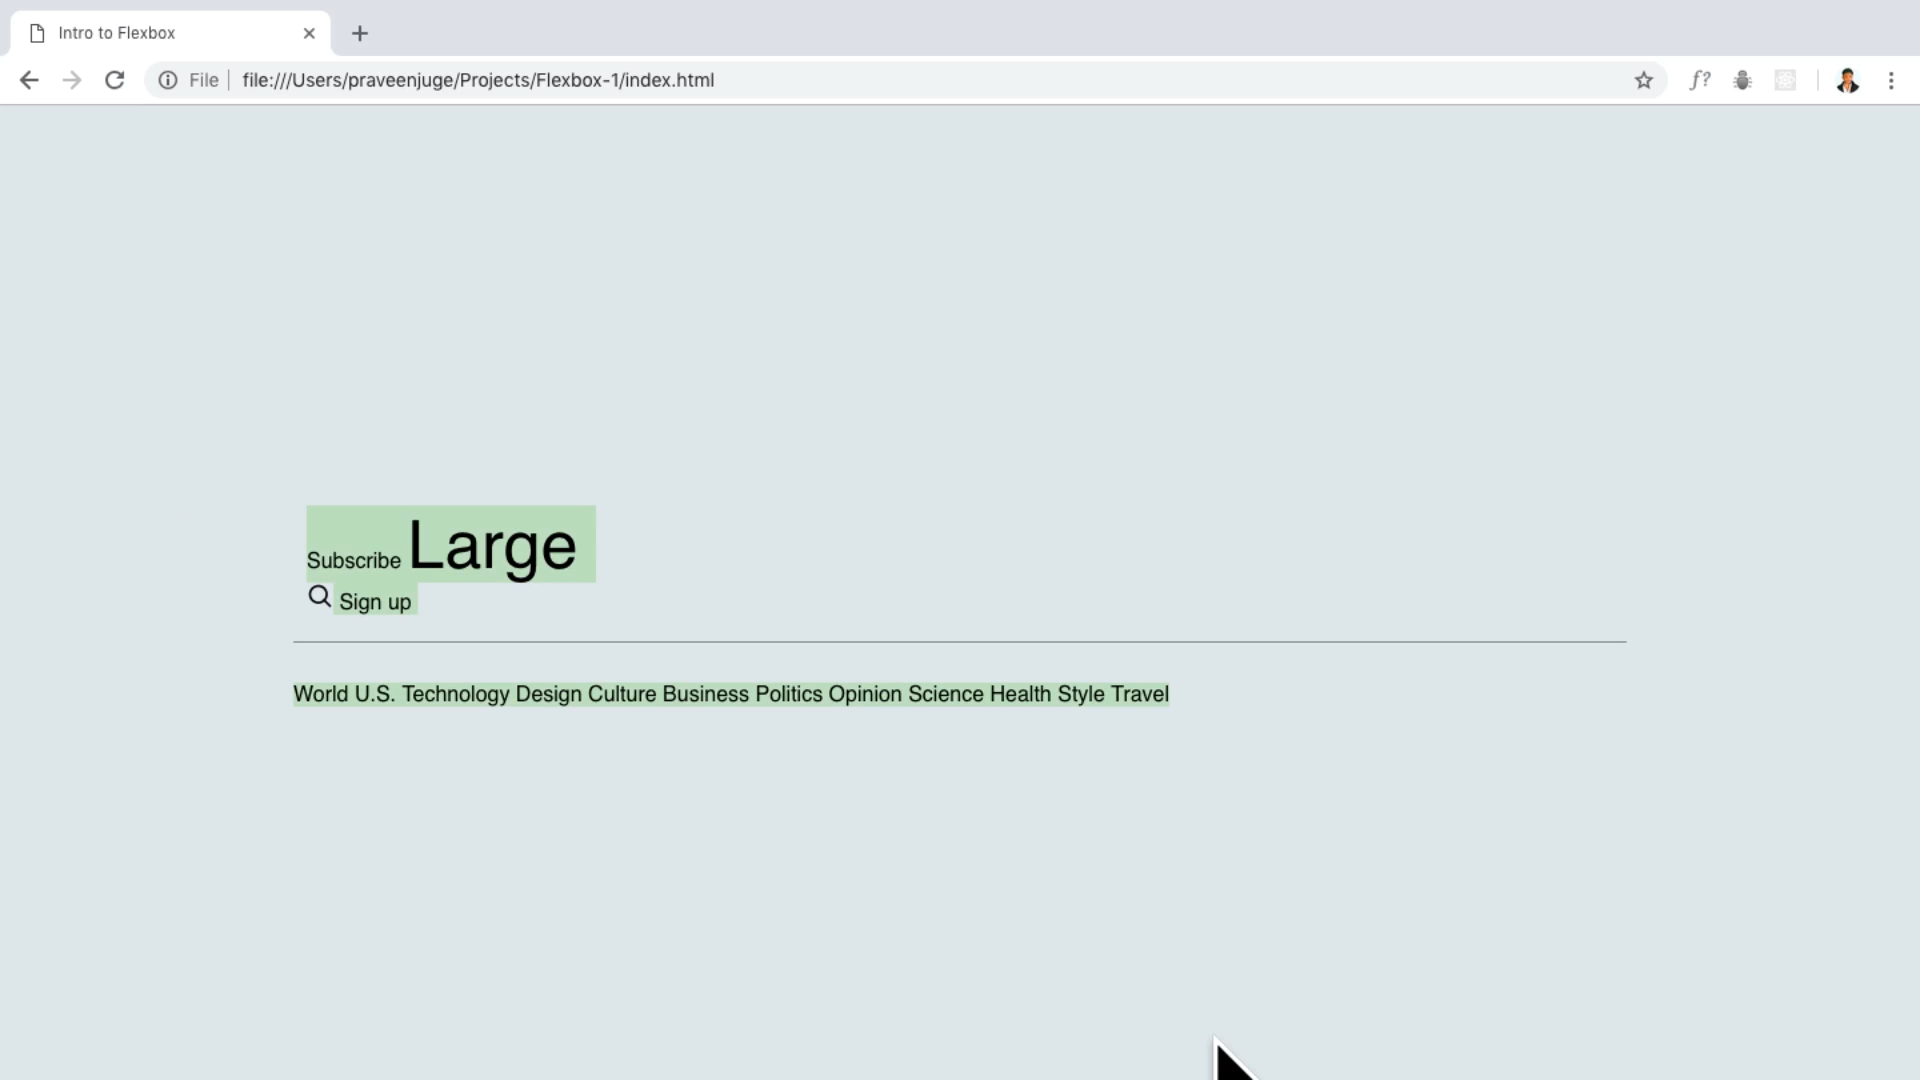 Intro to Flexbox
File file:///Users/praveenjuge/Projects/Flexbox-1/index.html f?
Subscribe Large
Sign up
World U.S. Technology Design Culture Business Politics Opinion Science Health Style Travel